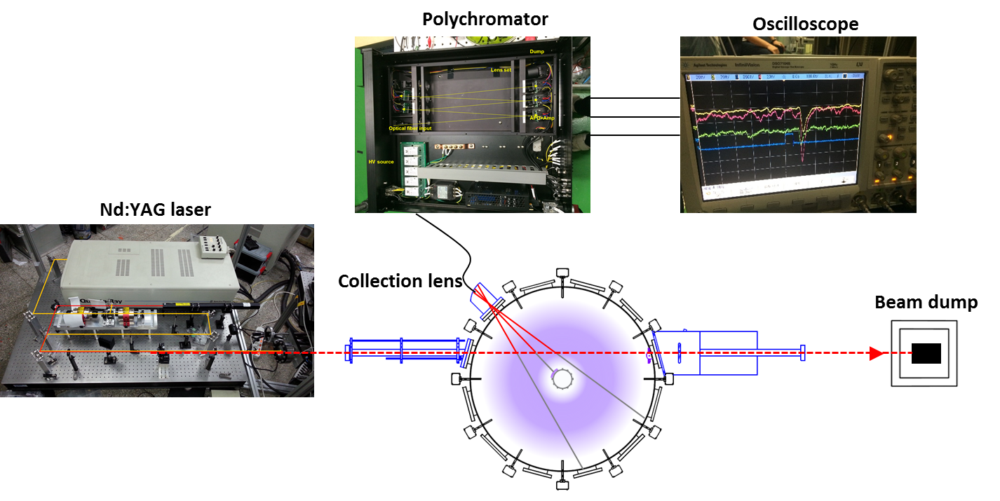 Polychromator
Oscilloscope
Dump
Lens set
APD+Amp
Optical fiber input
HV source
Agilent Technologies
InfiniiVision
Nd:YAG laser
Collection lens
Beam dump